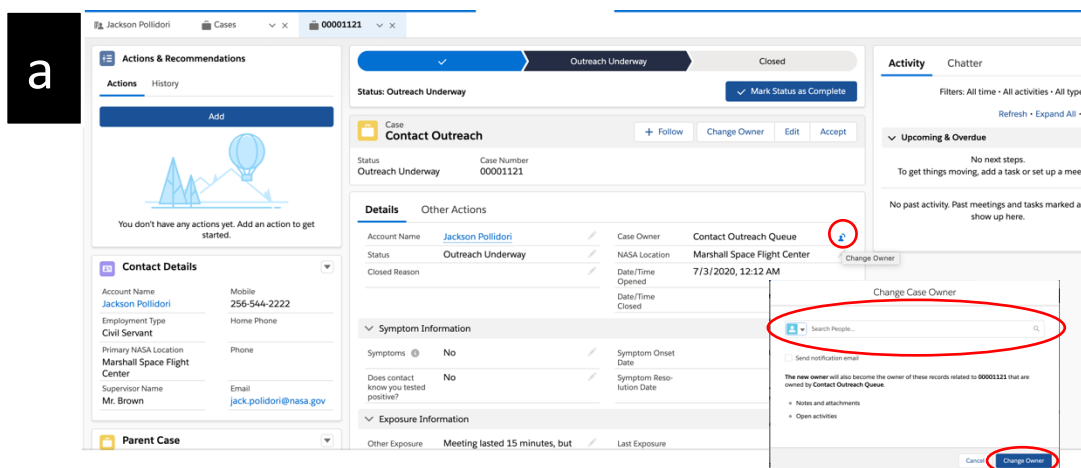 a
Jackson Pollidori
Cases
00001121
Actions & Recommendations
Actions
History
Add
You don't have any actions yet. Add an action to get
started.
Contact Details
Account Name
Mobile
Jackson Pollidori
256-544-2222
Employment Type
Home Phone
Civil Servant
Primary NASA Location
Phone
Marshall Space Flight
Center
Supervisor Name
Email
Mr. Brown
jack.polidori@nasa.gov
Parent Case
Outreach Underway
Closed
Status: Outreach Underway
Mark Status as Complete
Case
Contact Outreach
+ Follow
Change Owner
Edit
Accept
Status
Case Number
Outreach Underway
00001121
Details
Other Actions
Account Name
Jackson Pollidori
Case Owner
Contact Outreach Queue
Status
Outreach Underway
NASA Location
Marshall Space Flight Center
Change Owner
Closed Reason
Date/Time
Opened
7/3/2020, 12:12 AM
Date/Time
Closed
Symptom Information
Symptoms
No
Symptom Onset
Date
Does contact
know you tested
positive?
No
Symptom Reso-
lution Date
Exposure Information
Other Exposure
Meeting lasted 15 minutes, but
Last Exposure
Activity
Chatter
Filters: All time • All activities • All type
Refresh • Expand All •
Upcoming & Overdue
No next steps.
To get things moving, add a task or set up a mee
No past activity. Past meetings and tasks marked a
show up here.
Change Case Owner
Search People...
Send notification email
The new owner will also become the owner of these records related to 00001121 that are
owned by Contact Outreach Queue.
• Notes and attachments
• Open activities
Cancel
Change Owner